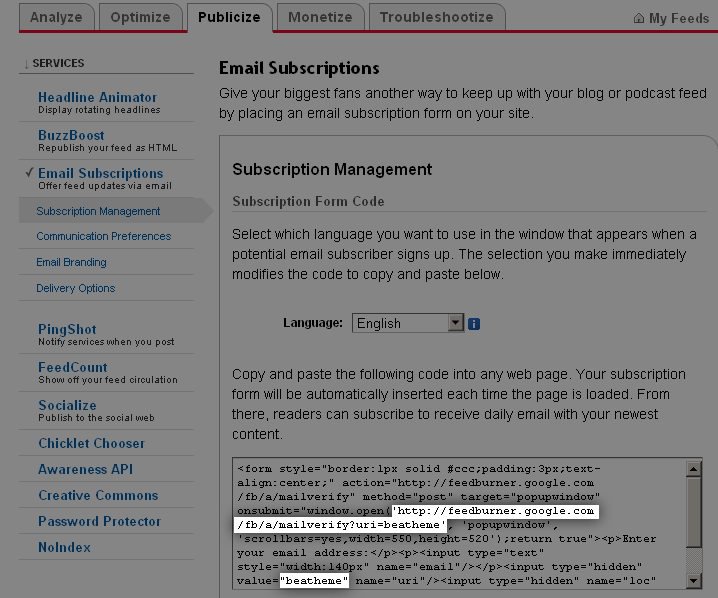 Analyze Optimize Publicize Monetize Troubleshootize My Feeds
↓ SERVICES
Headline Animator
Display rotating headlines
BuzzBoost
Republish your feed as HTML
✓ Email Subscriptions
Offer feed updates via email
Subscription Management
Communication Preferences
Email Branding
Delivery Options
PingShot
Notify services when you post
FeedCount
Show off your feed circulation
Socialize
Publish to the social web
Chicklet Chooser
Awareness API
Creative Commons
Password Protector
NoIndex
Email Subscriptions
Give your biggest fans another way to keep up with your blog or podcast feed
by placing an email subscription form on your site.
Subscription Management
Subscription Form Code
Select which language you want to use in the window that appears when a
potential email subscriber signs up. The selection you make immediately
modifies the code to copy and paste below.
Language: English i
Copy and paste the following code into any web page. Your subscription
form will be automatically inserted each time the page is loaded. From
there, readers can subscribe to receive daily email with your newest
content.
<form style="border:1px solid #ccc;padding:3px;text-
align:center;" action="http://feedburner.google.com
/fb/a/mailverify" method="post" target="popupwindow"
onsubmit="window.open('http://feedburner.google.com
/fb/a/mailverify?uri=beatheme', 'popupwindow',
'scrollbars=yes,width=550,height=520');return true"><p>Enter
your email address:</p><p><input type="text"
style="width:140px" name="email"/></p><input type="hidden"
value="beatheme" name="uri"/><input type="hidden" name="loc"